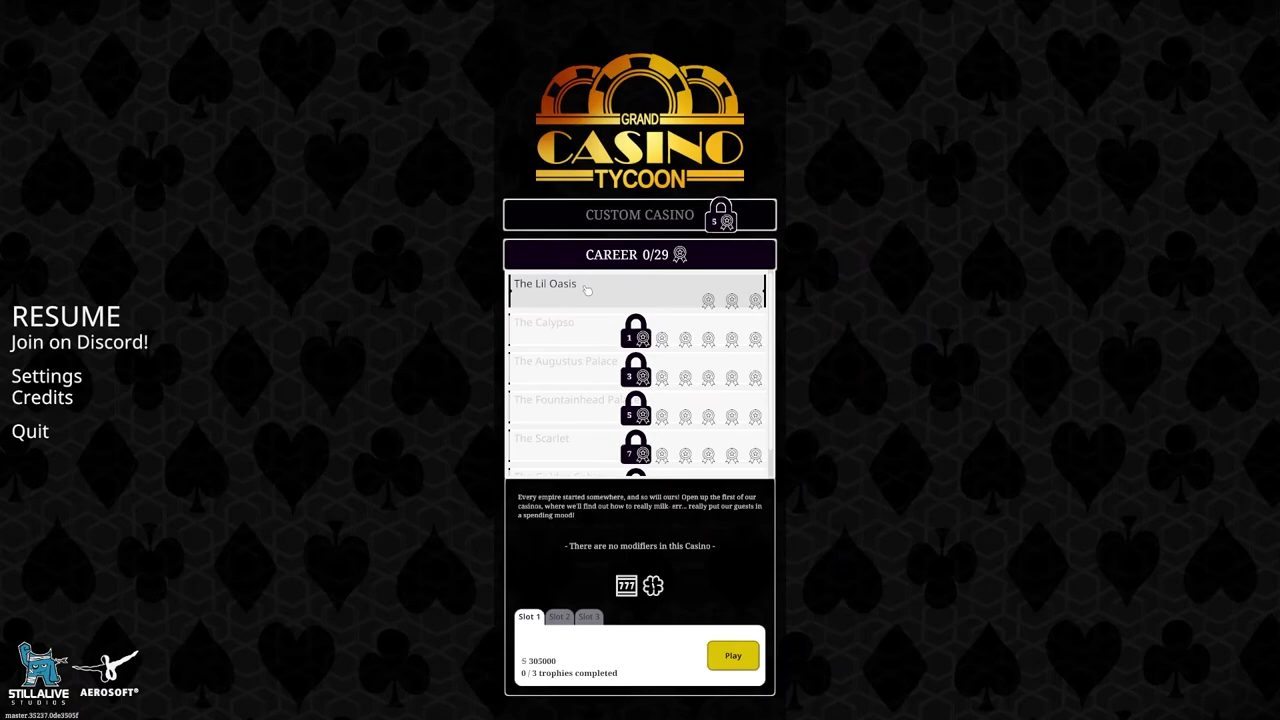 GRAND
CASINO
TYCOON
CUSTOM CASINO 5
CAREER 0/29
The Lil Oasis
The Calypso 1
The Augustus Palace 3
The Fountainhead 5
The Scarlet 7
RESUME
Join on Discord!
Settings
Credits
Quit
Every empire started somewhere, and so will ours! Open up the first of our
casinos, where we'll find out how to really milk- err... really put our guests in
a spending mood!
- There are no modifiers in this Casino -
777
Slot 1 Slot 2 Slot 3
305000
0 / 3 trophies completed
Play
STILLALIVE
STUDIOS
AEROSOFT®
master.35237.0de3505f